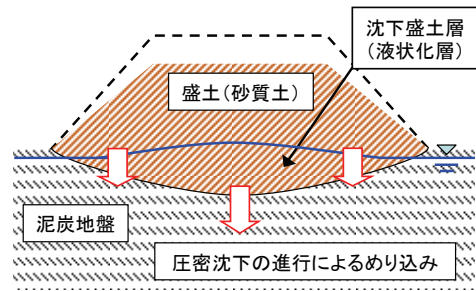 沈下盛土層
(液状化層)
盛土(砂質土)
泥炭地盤
圧密沈下の進行によるめり込み